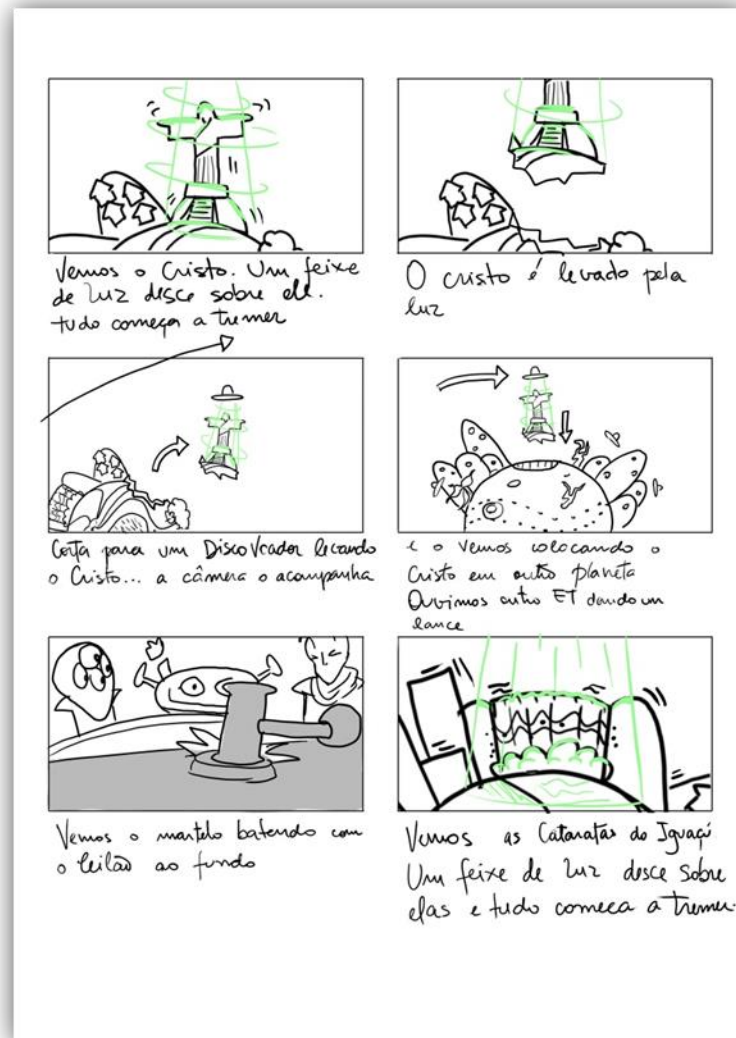 Vemos o Cristo. Um feixe
de luz desce sobre ele.
tudo começa a tremer
O cristo é levado pela
luz
Corta para um Disco Voador levando
o Cristo... a câmera o acompanha
e o vemos colocando o
Cristo em outro planeta
Ouvimos outro ET dando um
lance
Vemos o martelo batendo com
o leilão ao fundo
Vemos as Cataratas do Iguaçi
Um feixe de luz desce sobre
elas e tudo começa a tremer.